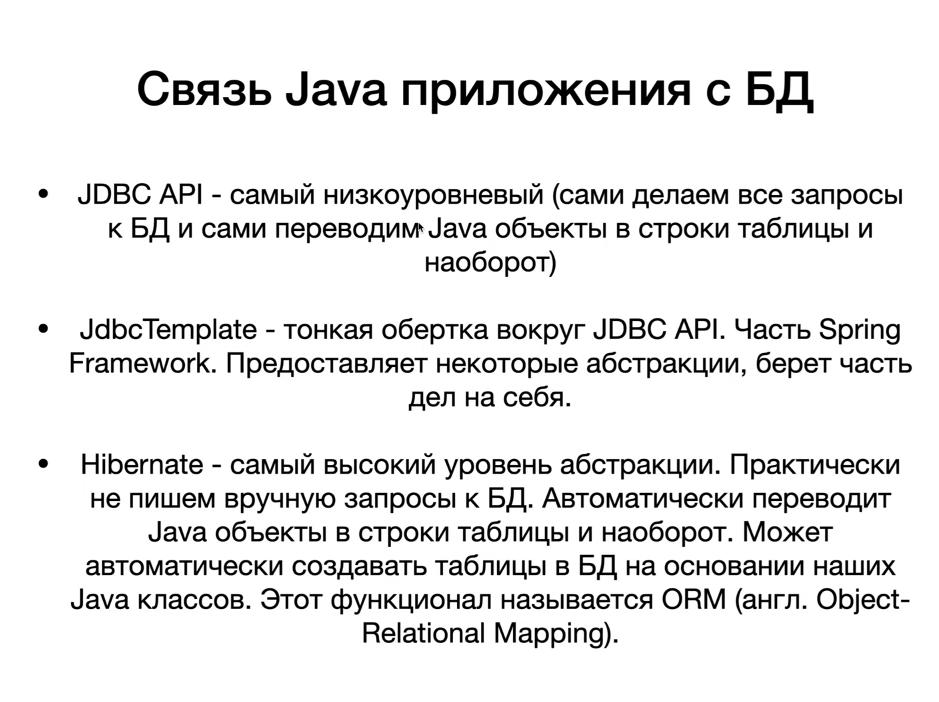 Связь Java приложения с БД
• JDBC API - самый низкоуровневый (сами делаем все запросы
к БД и сами переводим Java объекты в строки таблицы и
наоборот)
• JdbcTemplate - тонкая обертка вокруг JDBC API. Часть Spring
Framework. Предоставляет некоторые абстракции, берет часть
дел на себя.
• Hibernate - самый высокий уровень абстракции. Практически
не пишем вручную запросы к БД. Автоматически переводит
Java объекты в строки таблицы и наоборот. Может
автоматически создавать таблицы в БД на основании наших
Java классов. Этот функционал называется ORM (англ. Object-
Relational Mapping).